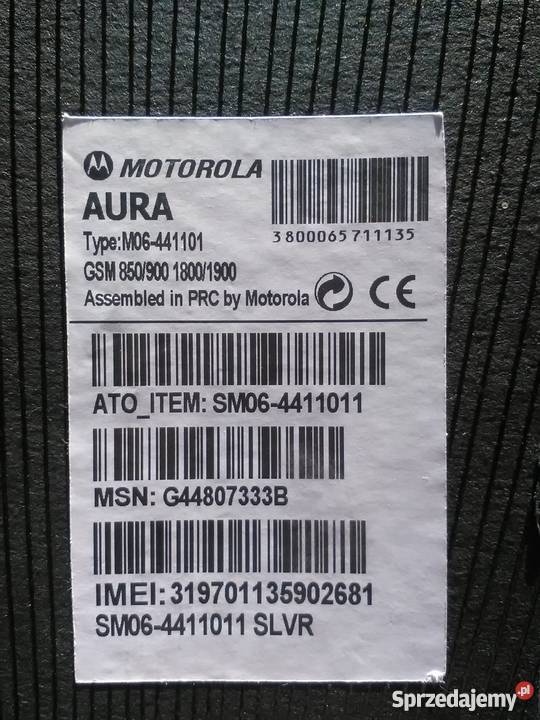 MOTOROLA
AURA
3800065711135
Type:M06-441101
GSM 850/900 1800/1900
Assembled in PRC by Motorola CE
ATO_ITEM: SM06-4411011
MSN: G44807333B
IMEI: 319701135902681
SM06-4411011 SLVR
Sprzedajemy.pl